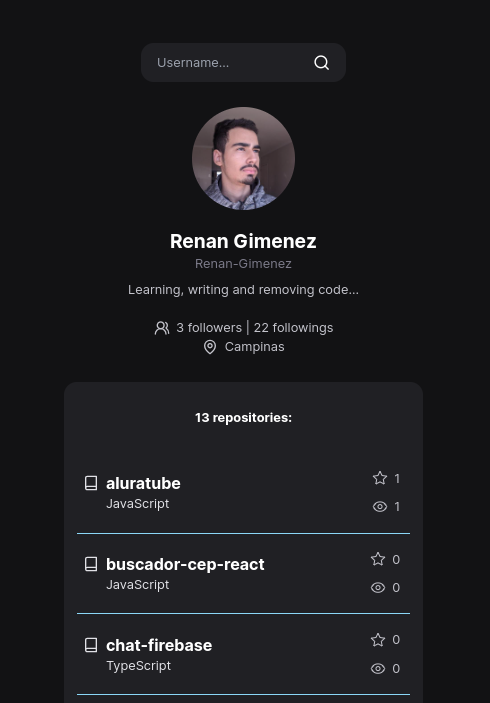 Username...
Renan Gimenez
Renan-Gimenez
Learning, writing and removing code...
3 followers | 22 followings
Campinas
13 repositories:
aluratube 1
JavaScript 1
buscador-cep-react 0
JavaScript 0
chat-firebase 0
TypeScript 0